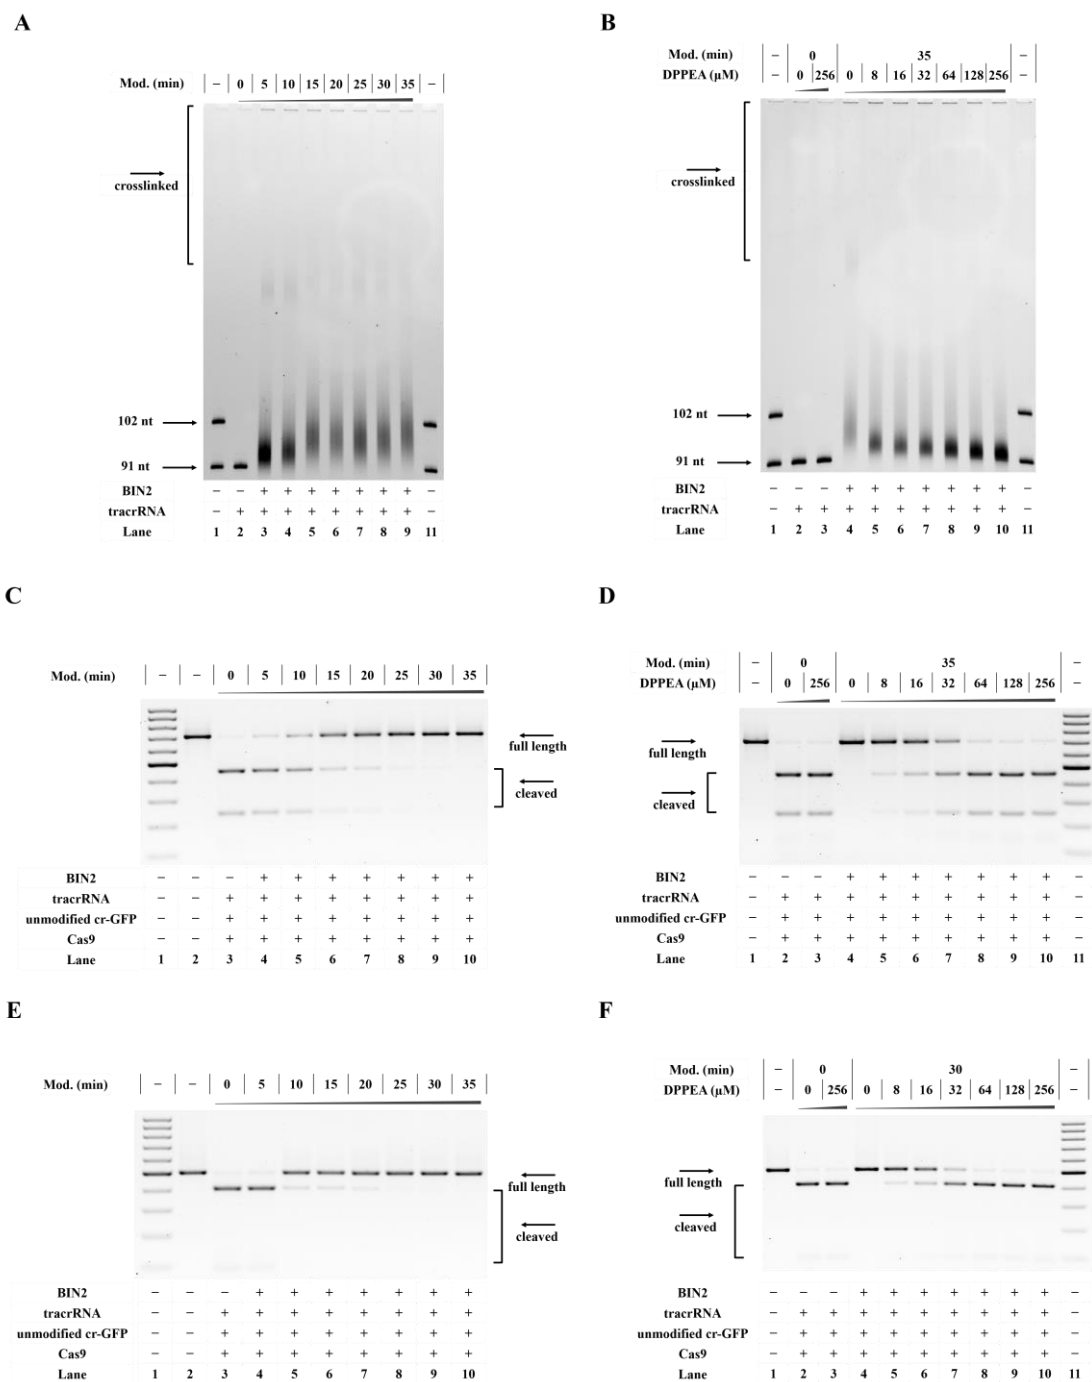 A
Mod. (min) – 0 5 10 15 20 25 30 35 –
crosslinked
102 nt
91 nt
BIN2 – – + + + + + + + –
tracrRNA – + + + + + + + + –
Lane 1 2 3 4 5 6 7 8 9 11
B
Mod. (min) – 0 35 –
DPPEA (μM) – 0 256 0 8 16 32 64 128 256 –
crosslinked
102 nt
91 nt
BIN2 – – – + + + + + + + –
tracrRNA – + + + + + + + + + –
Lane 1 2 3 4 5 6 7 8 9 10 11
C
Mod. (min) – – 0 5 10 15 20 25 30 35
full length
cleaved
BIN2 – – – + + + + + + +
tracrRNA – – + + + + + + + +
unmodified cr-GFP – – + + + + + + + +
Cas9 – – + + + + + + + +
Lane 1 2 3 4 5 6 7 8 9 10
D
Mod. (min) – 0 35 –
DPPEA (μM) – 0 256 0 8 16 32 64 128 256 –
full length
cleaved
BIN2 – – – + + + + + + + –
tracrRNA – + + + + + + + + + –
unmodified cr-GFP – + + + + + + + + + –
Cas9 – + + + + + + + + + –
Lane 1 2 3 4 5 6 7 8 9 10 11
E
Mod. (min) – – 0 5 10 15 20 25 30 35
full length
cleaved
BIN2 – – – + + + + + + +
tracrRNA – – + + + + + + + +
unmodified cr-GFP – – + + + + + + + +
Cas9 – – + + + + + + + +
Lane 1 2 3 4 5 6 7 8 9 10
F
Mod. (min) – 0 30 –
DPPEA (μM) – 0 256 0 8 16 32 64 128 256 –
full length
cleaved
BIN2 – – – + + + + + + + –
tracrRNA – + + + + + + + + + –
unmodified cr-GFP – + + + + + + + + + –
Cas9 – + + + + + + + + + –
Lane 1 2 3 4 5 6 7 8 9 10 11